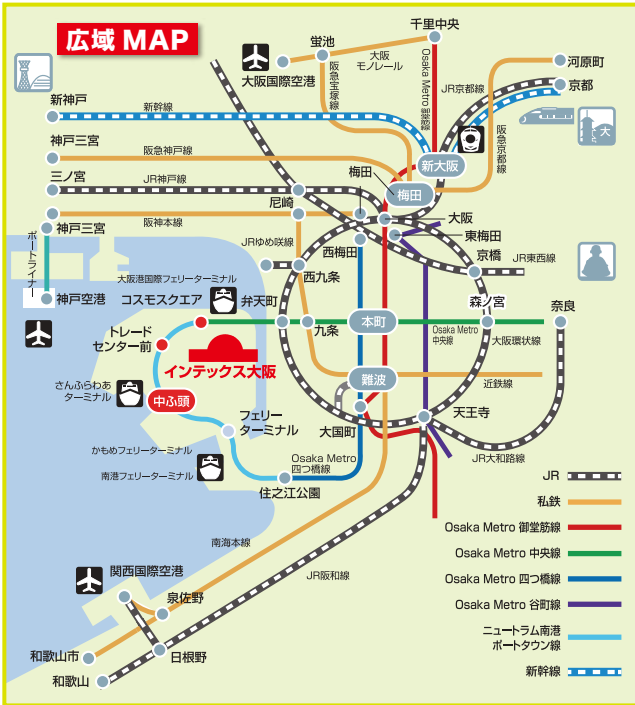 広域 MAP
千里中央
蛍池
大阪
モノレール
大阪国際空港
阪急宝塚線
Osaka Metro 御堂筋線
JR京都線
河原町
京都
新神戸
新幹線
阪急京都線
大
神戸三宮
阪急神戸線
新大阪
梅田
梅田
三ノ宮
JR神戸線
尼崎
阪神本線
大阪
神戸三宮
西梅田
東梅田
JRゆめ咲線
京橋
JR東西線
ポートライナー
大阪港国際フェリーターミナル
西九条
コスモスクエア
弁天町
神戸空港
森ノ宮
奈良
トレード
センター前
九条
本町
Osaka Metro
中央線
大阪環状線
インテックス大阪
難波
近鉄線
さんふらわあ
ターミナル
中ふ頭
フェリー
ターミナル
大国町
天王寺
かもめフェリーターミナル
Osaka Metro
四つ橋線
JR大和路線
南港フェリーターミナル
住之江公園
JR
私鉄
Osaka Metro 御堂筋線
南海本線
Osaka Metro 中央線
関西国際空港
JR阪和線
Osaka Metro 四つ橋線
泉佐野
Osaka Metro 谷町線
ニュートラム南港
ポートタウン線
和歌山市
日根野
和歌山
新幹線